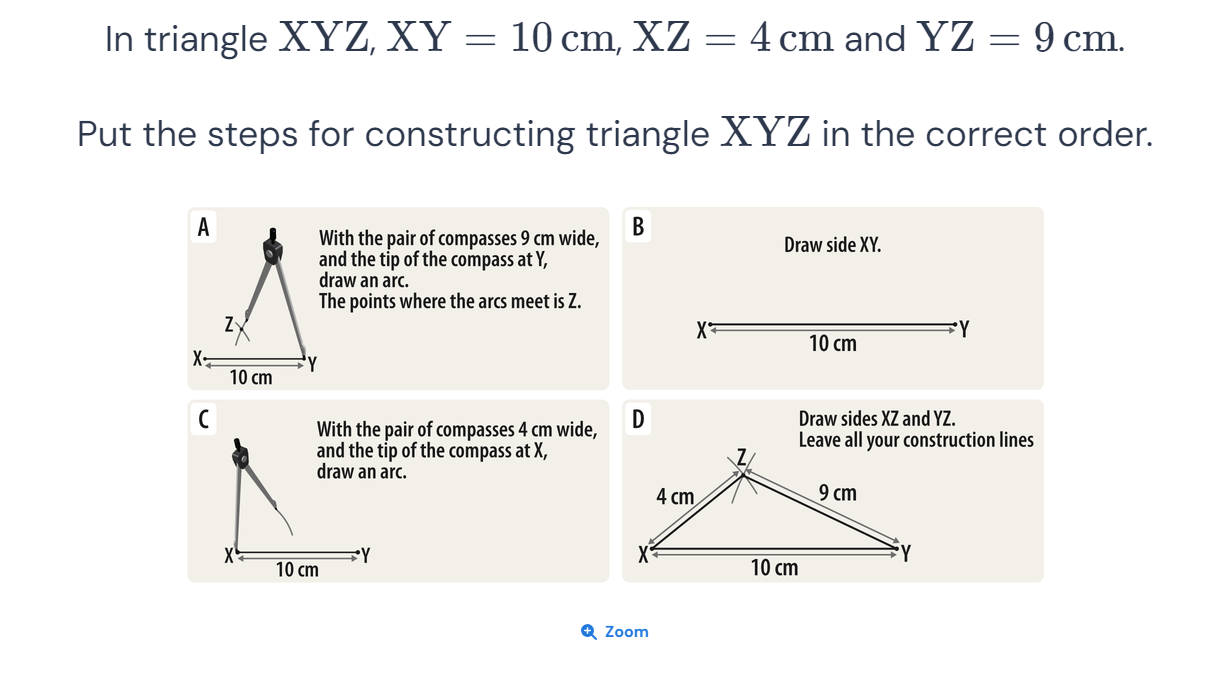 In triangle XYZ, XY = 10 cm, XZ = 4 cm and YZ = 9 cm.
Put the steps for constructing triangle XYZ in the correct order.
A
With the pair of compasses 9 cm wide,
and the tip of the compass at Y,
draw an arc.
The points where the arcs meet is Z.
Z
X
Y
10 cm
B
Draw side XY.
X
Y
10 cm
C
With the pair of compasses 4 cm wide,
and the tip of the compass at X,
draw an arc.
X
Y
10 cm
D
Draw sides XZ and YZ.
Leave all your construction lines
Z
4 cm
9 cm
X
Y
10 cm
Zoom